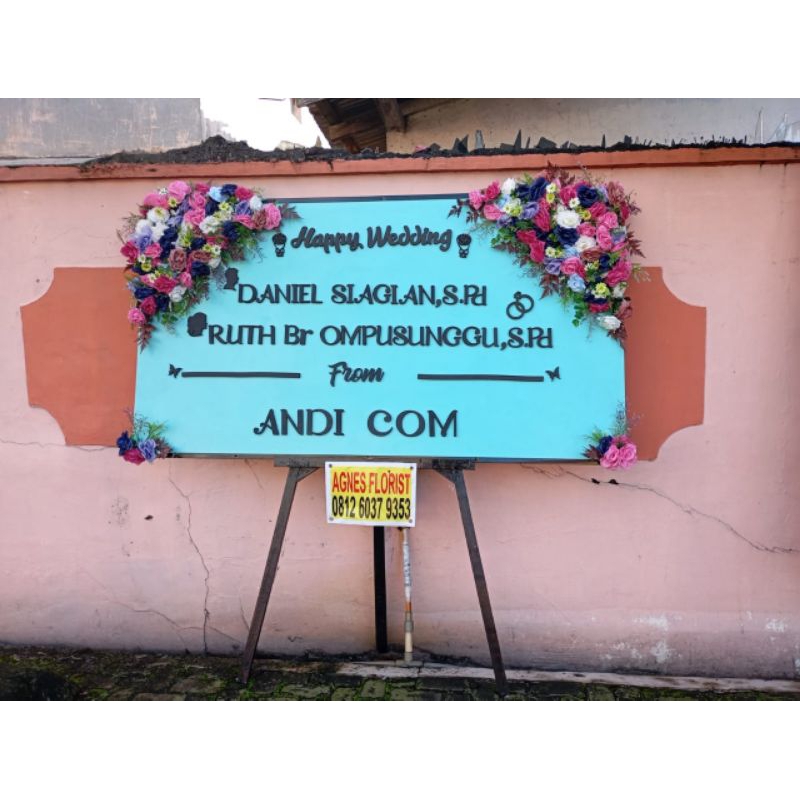 Happy Wedding
DANIEL SIAGIAN,S.Pd
RUTH Br OMPUSUNGGU,S.Pd
From
ANDI COM
AGNES FLORIST
0812 6037 9353